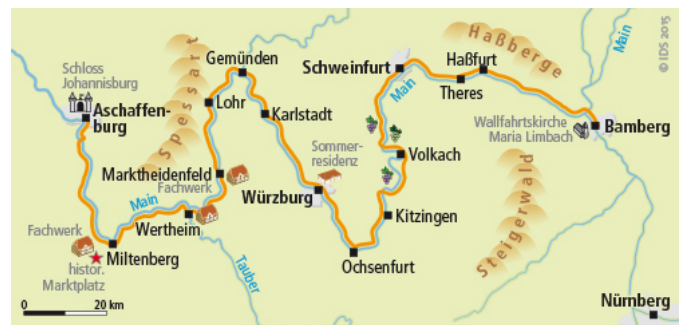 Main
© IDS 2015
Haßberge
Gemünden
Haßfurt
Schweinfurt
Schloss
Johannisburg
Main
Theres
Spessart
Lohr
Aschaffen-
burg
Karlstadt
Wallfahrtskirche
Maria Limbach
Bamberg
Sommer-
residenz
Volkach
Marktheidenfeld
Fachwerk
Würzburg
Main
Kitzingen
Steigerwald
Wertheim
Fachwerk
Miltenberg
histor.
Marktplatz
Tauber
Ochsenfurt
Nürnberg
0 20 km